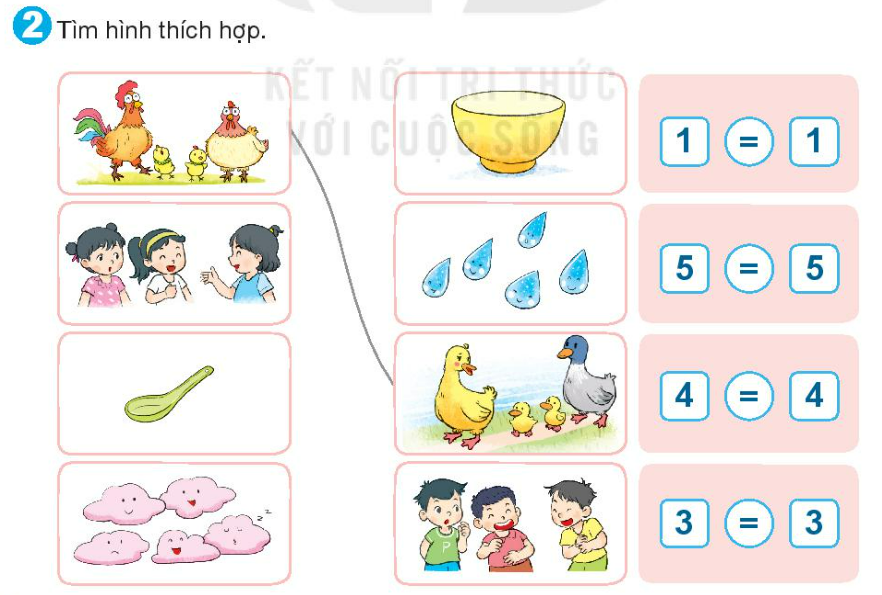 2 Tìm hình thích hợp.
KẾT NỐI TRI THỨC
VỚI CUỘC SỐNG
1 = 1
5 = 5
4 = 4
P
z z
3 = 3